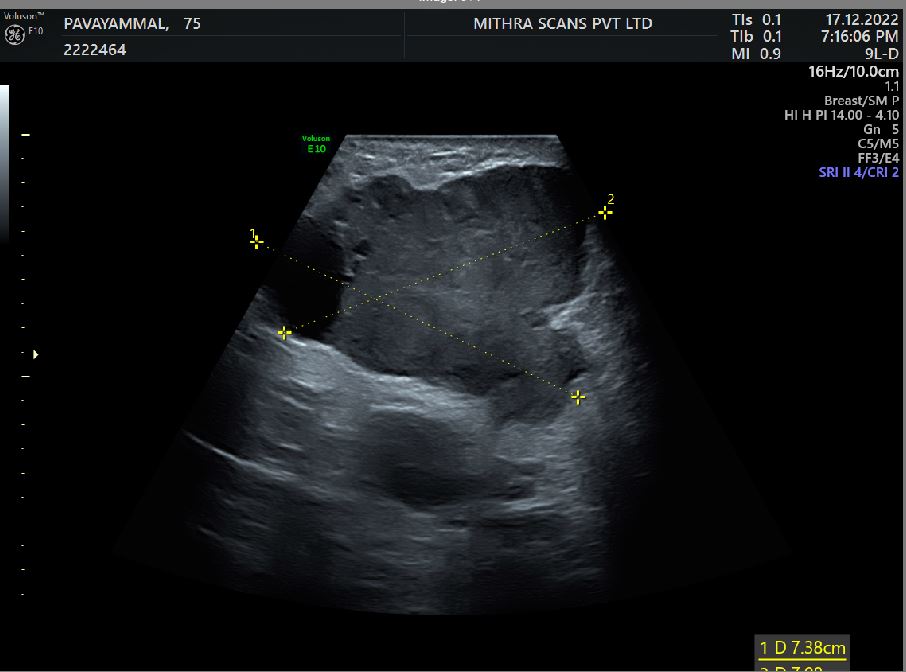 Voluson™
E10
PAVAYAMMAL, 75
2222464
MITHRA SCANS PVT LTD
TIs 0.1
TIb 0.1
MI 0.9
17.12.2022
7:16:06 PM
9L-D
16Hz/10.0cm
1.1
Breast/SM P
HI H PI 14.00 - 4.10
Gn 5
C5/M5
FF3/E4
SRI II 4/CRI 2
Voluson
E10
1
2
1 D 7.38cm